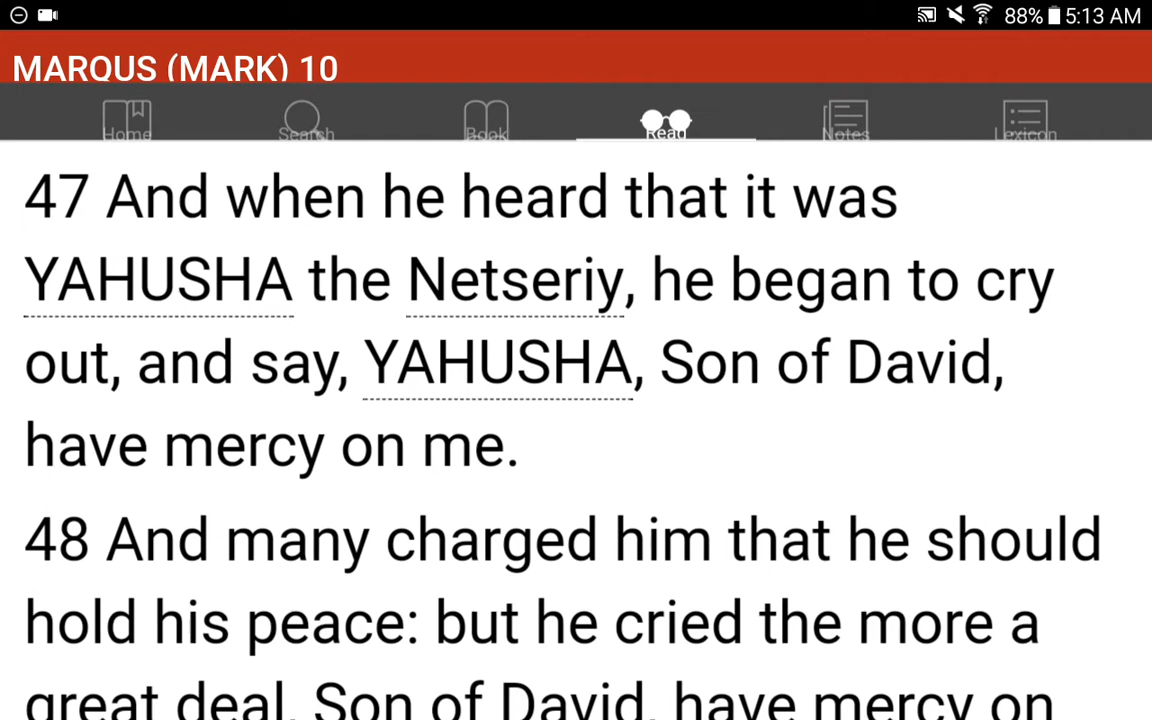 88% 5:13 AM
MARQUS (MARK) 10
Home Search Book Read Notes Lexicon
47 And when he heard that it was
YAHUSHA the Netseriy, he began to cry
out, and say, YAHUSHA, Son of David,
have mercy on me.
48 And many charged him that he should
hold his peace: but he cried the more a
great deal, Son of David, have mercy on